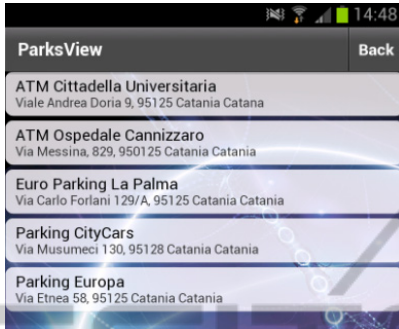 14:48
ParksView Back
ATM Cittadella Universitaria
Viale Andrea Doria 9, 95125 Catania Catana
ATM Ospedale Cannizzaro
Via Messina, 829, 950125 Catania Catania
Euro Parking La Palma
Via Carlo Forlani 129/A, 95125 Catania Catania
Parking CityCars
Via Musumeci 130, 95128 Catania Catania
Parking Europa
Via Etnea 58, 95125 Catania Catania